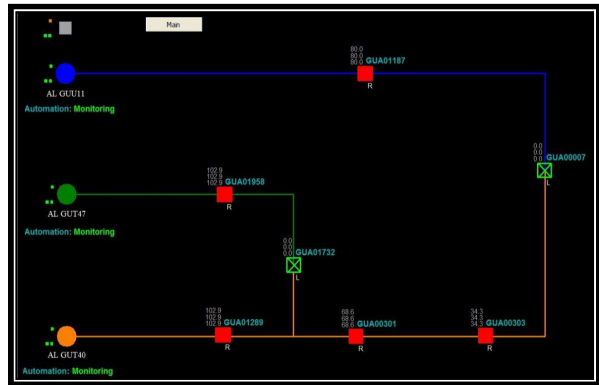 Main
80.0
80.0
80.0 GUA01187
R
AL GUU11
Automation: Monitoring
0.0
0.0
0.0 GUA00007
L
102.9
102.9
102.9 GUA01958
R
AL GUT47
Automation: Monitoring
0.0
0.0
0.0 GUA01732
L
102.9
102.9
102.9 GUA01289
R
68.6
68.6
68.6 GUA00301
R
34.3
34.3
34.3 GUA00303
R
AL GUT40
Automation: Monitoring